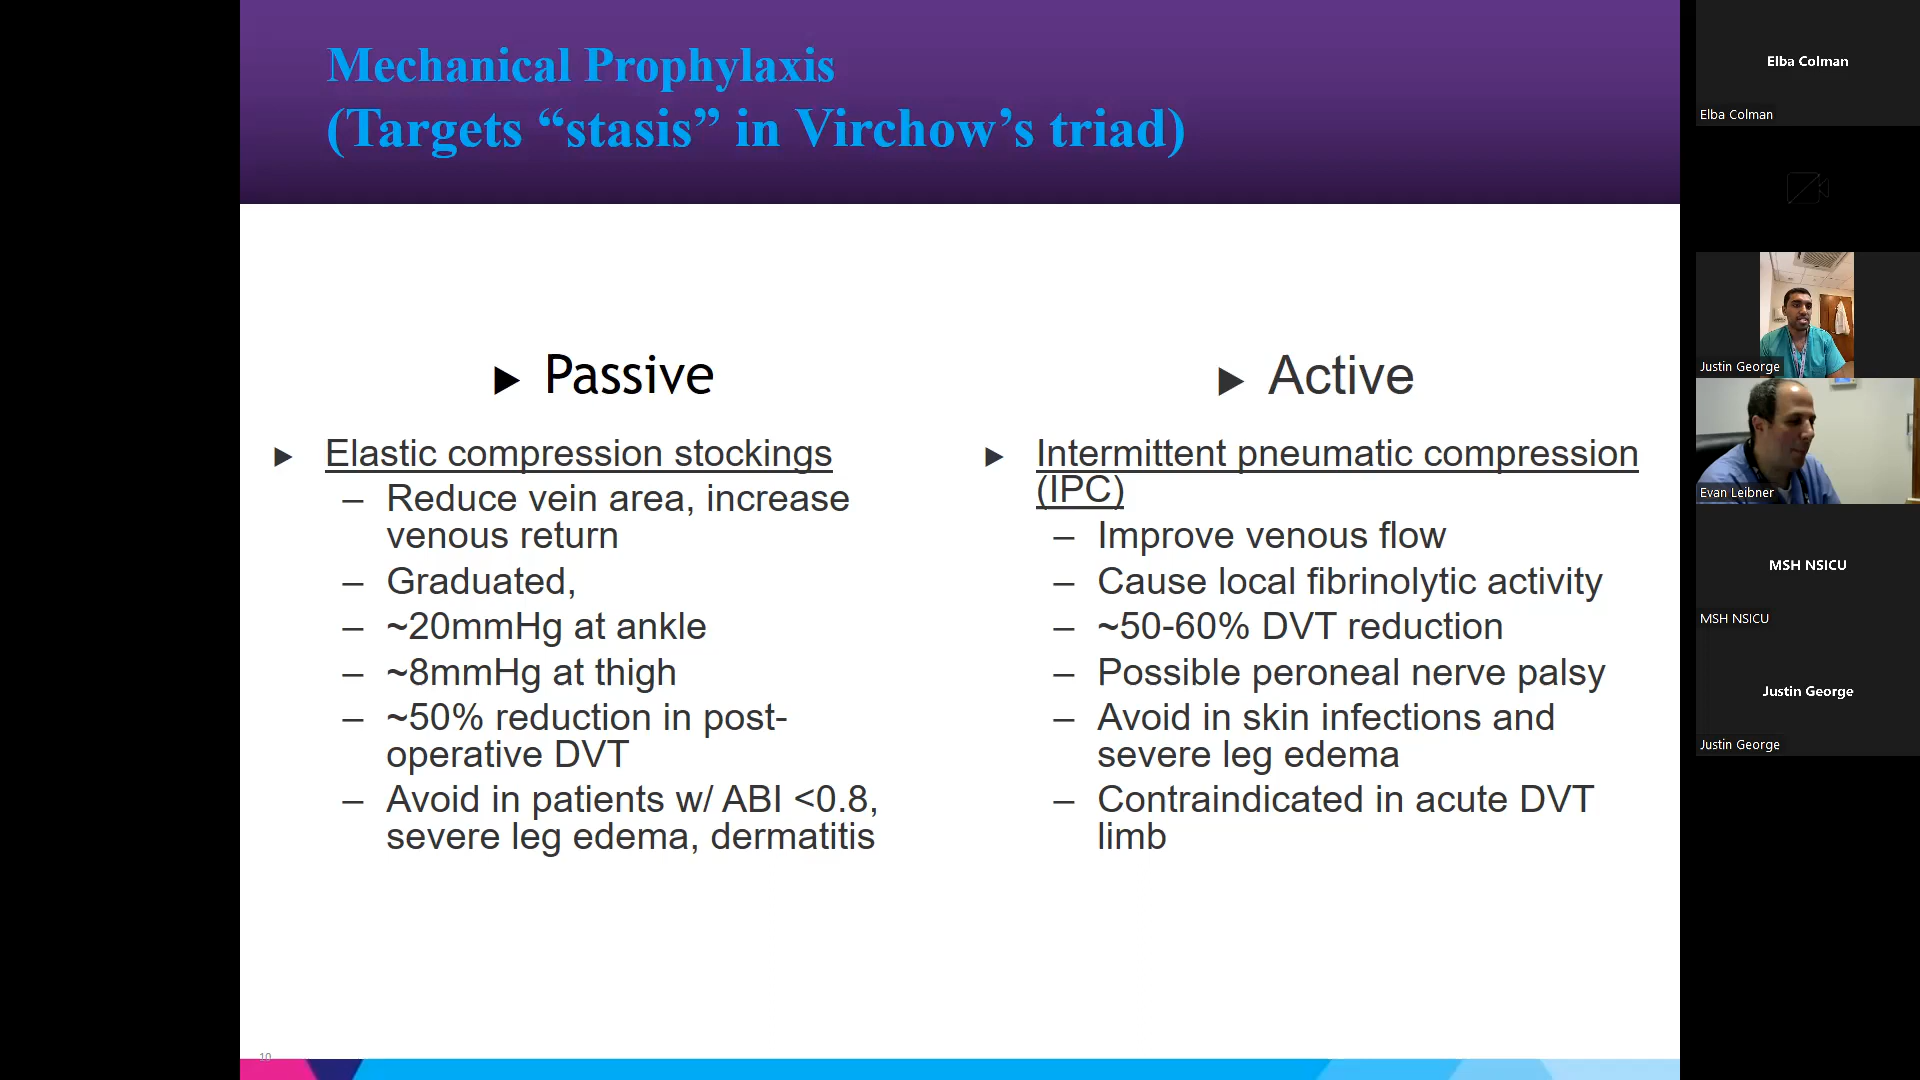 Mechanical Prophylaxis
(Targets “stasis” in Virchow’s triad)
Passive
Elastic compression stockings
– Reduce vein area, increase
venous return
– Graduated,
– ~20mmHg at ankle
– ~8mmHg at thigh
– ~50% reduction in post-
operative DVT
– Avoid in patients w/ ABI <0.8,
severe leg edema, dermatitis
Active
Intermittent pneumatic compression
(IPC)
– Improve venous flow
– Cause local fibrinolytic activity
– ~50-60% DVT reduction
– Possible peroneal nerve palsy
– Avoid in skin infections and
severe leg edema
– Contraindicated in acute DVT
limb
10
Elba Colman
Elba Colman
Justin George
Evan Leibner
MSH NSICU
MSH NSICU
Justin George
Justin George